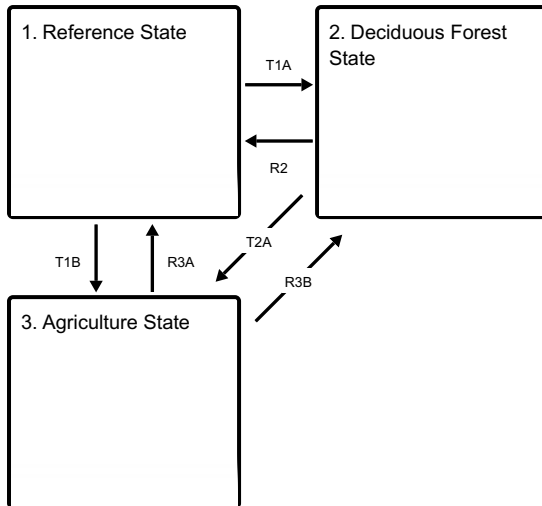 1. Reference State
2. Deciduous Forest
State
T1A
R2
T1B
R3A
T2A
R3B
3. Agriculture State